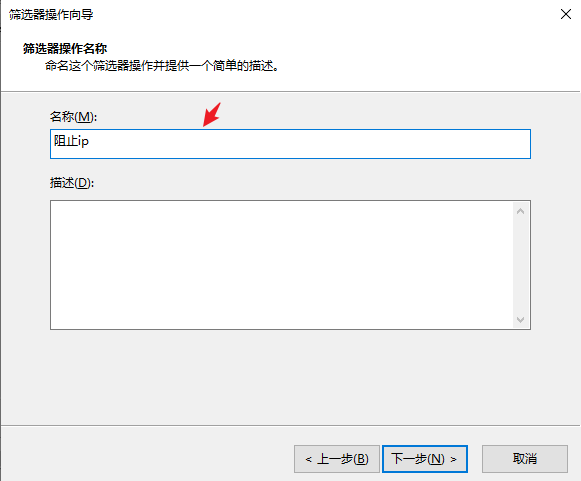 筛选器操作向导
筛选器操作名称
命名这个筛选器操作并提供一个简单的描述。
名称(M):
阻止ip
描述(D):
< 上一步(B) 下一步(N) > 取消